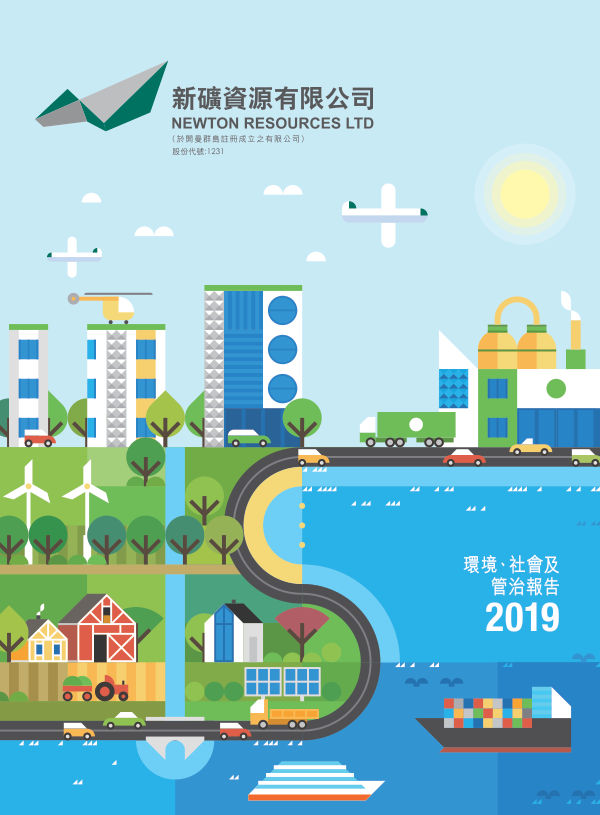 新礦資源有限公司
NEWTON RESOURCES LTD
(於開曼群島註冊成立之有限公司)
股份代號:1231
環境、社會及
管治報告
2019